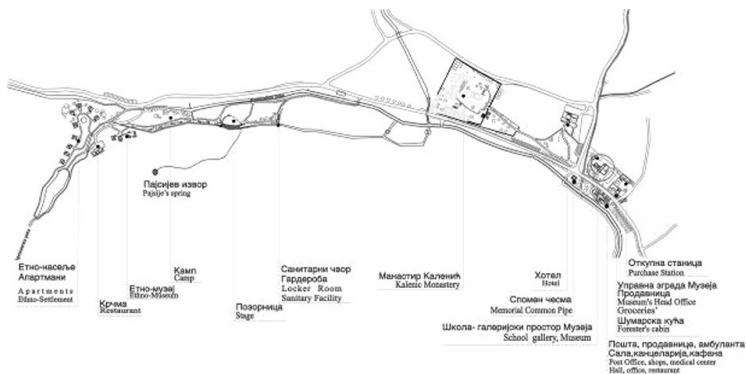 Пајсијев извор
Pajsije's spring
Етно-насеље
Апартмани
Apartments
Ethno-Settlement
Крчма
Restaurant
Етно-музеј
Ethno-Museum
Камп
Camp
Позорница
Stage
Санитарни чвор
Гардероба
Locker Room
Sanitary Facility
Манастир Каленић
Kalenic Monastery
Хотел
Hotel
Спомен чесма
Memorial Common Pipe
Школа- галеријски простор Музеја
School gallery, Museum
Откупна станица
Purchase Station
Управна зграда Музеја
Продавница
Museum's Head Office
Groceries'
Шумарска кућа
Forester's cabin
Пошта, продавнице, амбуланта
Сала,канцеларија,кафана
Post Office, shops, medical center
Hall, office, restaurant